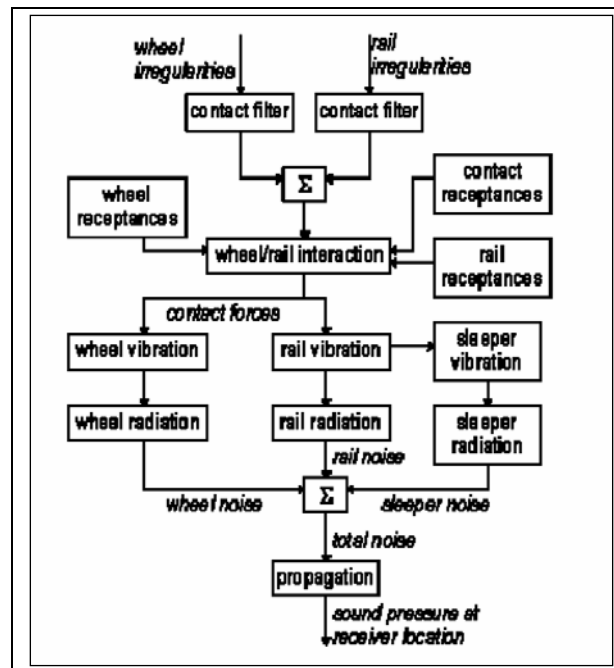 wheel
irregularities
rail
irregularities
contact filter
contact filter
Σ
wheel
receptances
contact
receptances
wheel/rail interaction
rail
receptances
contact forces
wheel vibration
rail vibration
sleeper
vibration
wheel radiation
rail radiation
sleeper
radiation
rail noise
wheel noise
Σ
sleeper noise
total noise
propagation
sound pressure at
receiver location